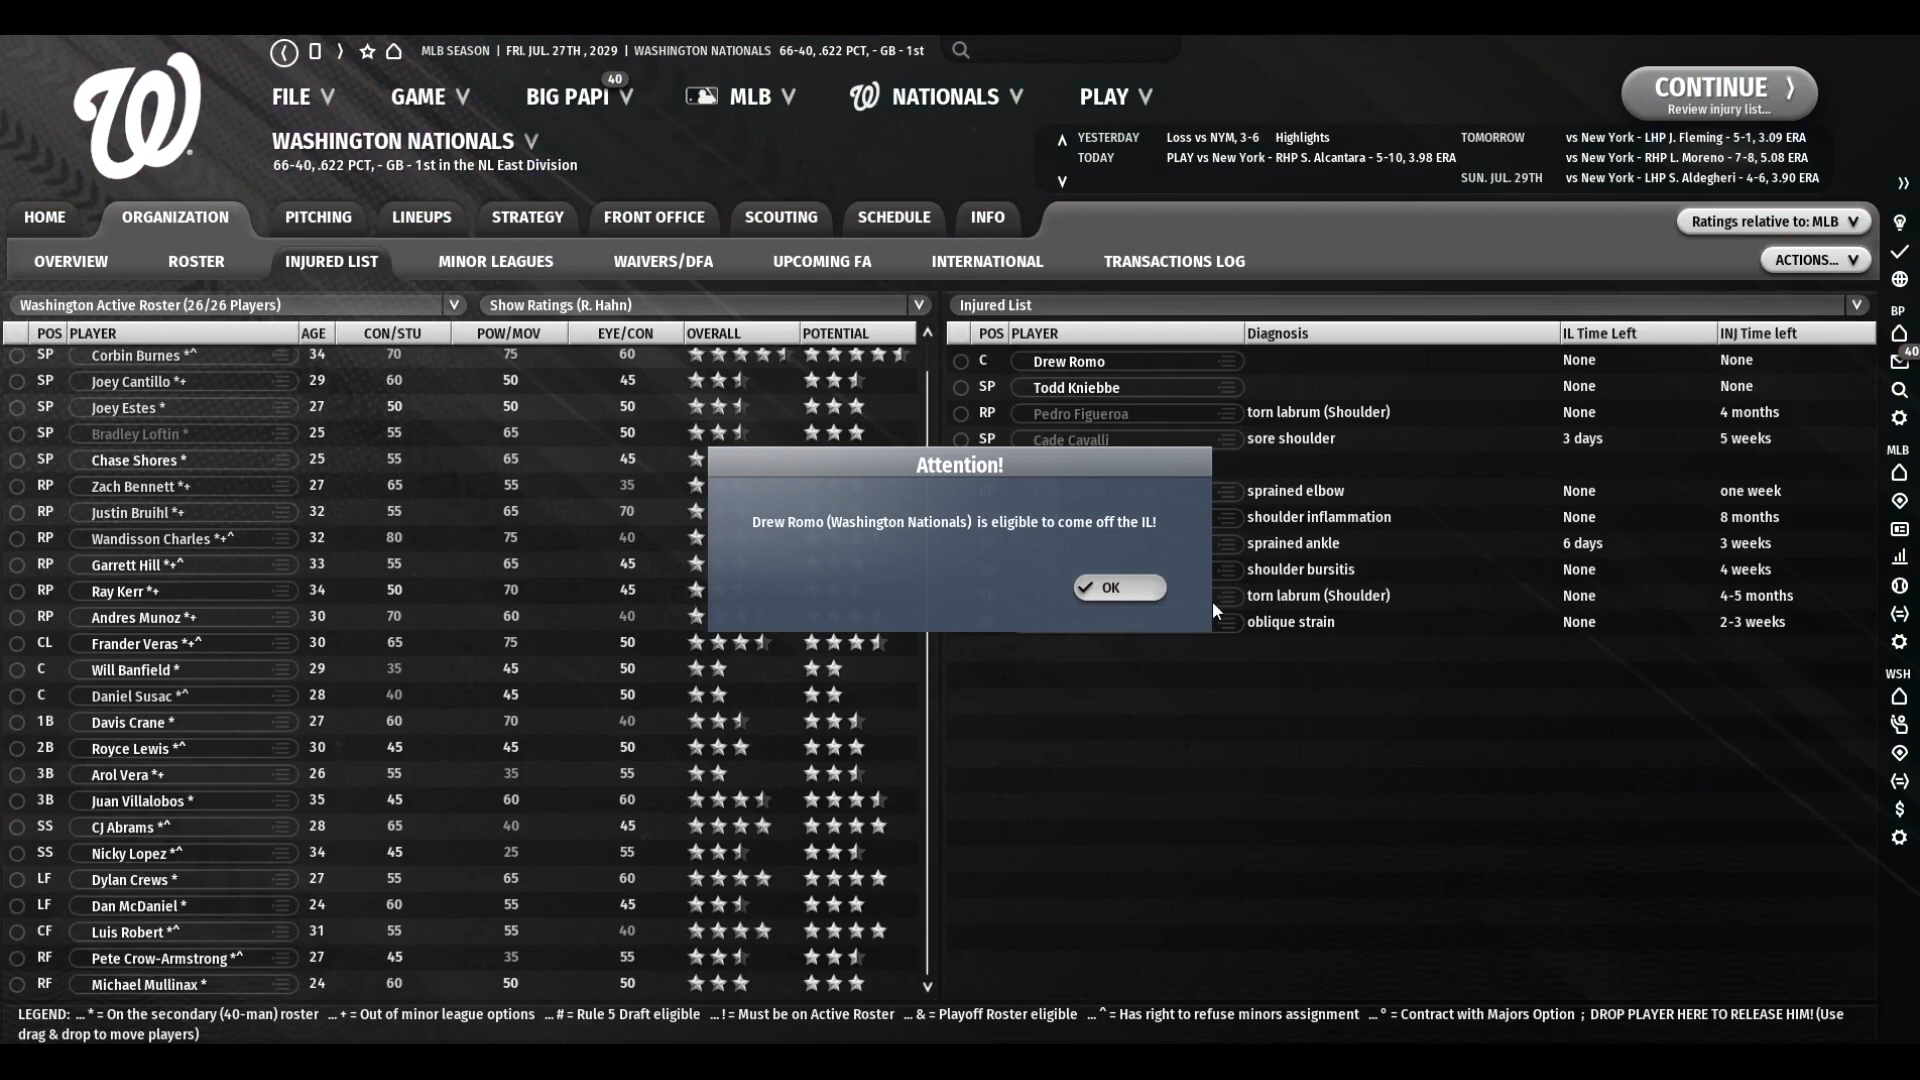 MLB SEASON | FRI. JUL. 27TH , 2029 | WASHINGTON NATIONALS 66-40, .622 PCT, - GB - 1st
FILE GAME BIG PAPI 40 MLB NATIONALS PLAY
CONTINUE
Review injury list...
WASHINGTON NATIONALS
66-40, .622 PCT, - GB - 1st in the NL East Division
YESTERDAY Loss vs NYM, 3-6 Highlights TOMORROW vs New York - LHP J. Fleming - 5-1, 3.09 ERA
TODAY PLAY vs New York - RHP S. Alcantara - 5-10, 3.98 ERA vs New York - RHP L. Moreno - 7-8, 5.08 ERA
SUN. JUL. 29TH vs New York - LHP S. Aldegheri - 4-6, 3.90 ERA
HOME ORGANIZATION PITCHING LINEUPS STRATEGY FRONT OFFICE SCOUTING SCHEDULE INFO Ratings relative to: MLB
OVERVIEW ROSTER INJURED LIST MINOR LEAGUES WAIVERS/DFA UPCOMING FA INTERNATIONAL TRANSACTIONS LOG ACTIONS...
Washington Active Roster (26/26 Players) Show Ratings (R. Hahn) Injured List
POS PLAYER AGE CON/STU POW/MOV EYE/CON OVERALL POTENTIAL
SP Corbin Burnes *^ 34 70 75 60
SP Joey Cantillo *+ 29 60 50 45
SP Joey Estes * 27 50 50 50
SP Bradley Loftin * 25 55 65 50
SP Chase Shores * 25 55 65 45
RP Zach Bennett *+ 27 65 55 35
RP Justin Bruihl *+ 32 55 65 70
RP Wandisson Charles *+^ 32 80 75 40
RP Garrett Hill *+^ 33 55 65 45
RP Ray Kerr *+ 34 50 70 45
RP Andres Munoz *+ 30 70 60 40
CL Frander Veras *+^ 30 65 75 50
C Will Banfield * 29 35 45 50
C Daniel Susac *^ 28 40 45 50
1B Davis Crane * 27 60 70 40
2B Royce Lewis *^ 30 45 45 50
3B Arol Vera *+ 26 55 35 55
3B Juan Villalobos * 35 45 60 60
SS CJ Abrams *^ 28 65 40 45
SS Nicky Lopez *^ 34 45 25 55
LF Dylan Crews * 27 55 65 60
LF Dan McDaniel * 24 60 55 45
CF Luis Robert *^ 31 55 55 40
RF Pete Crow-Armstrong *^ 27 45 35 55
RF Michael Mullinax * 24 60 50 50
POS PLAYER Diagnosis IL Time Left INJ Time left
C Drew Romo None None
SP Todd Kniebbe None None
RP Pedro Figueroa torn labrum (Shoulder) None 4 months
SP Cade Cavalli sore shoulder 3 days 5 weeks
sprained elbow None one week
shoulder inflammation None 8 months
sprained ankle 6 days 3 weeks
shoulder bursitis None 4 weeks
torn labrum (Shoulder) None 4-5 months
oblique strain None 2-3 weeks
Attention!
Drew Romo (Washington Nationals) is eligible to come off the IL!
OK
BP
40
MLB
WSH
LEGEND: ... * = On the secondary (40-man) roster ... + = Out of minor league options ... # = Rule 5 Draft eligible ... ! = Must be on Active Roster ... & = Playoff Roster eligible ... ^ = Has right to refuse minors assignment ... ° = Contract with Majors Option ; DROP PLAYER HERE TO RELEASE HIM! (Use
drag & drop to move players)